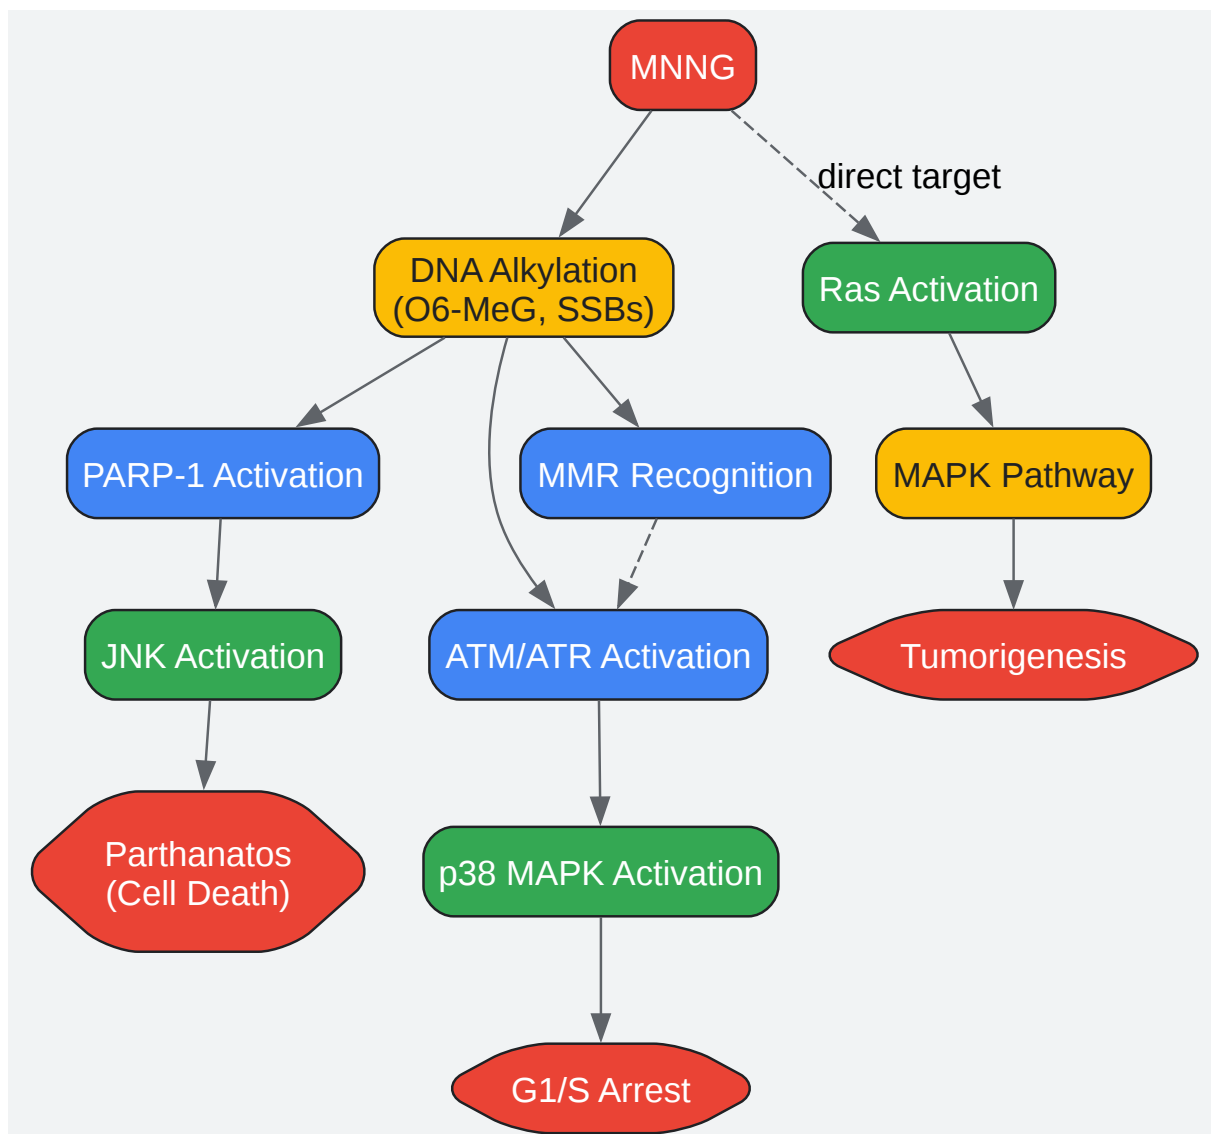 MNNG
direct target
DNA Alkylation
(O6-MeG, SSBs)
Ras Activation
PARP-1 Activation
MMR Recognition
MAPK Pathway
JNK Activation
ATM/ATR Activation
Tumorigenesis
Parthanatos
(Cell Death)
p38 MAPK Activation
G1/S Arrest